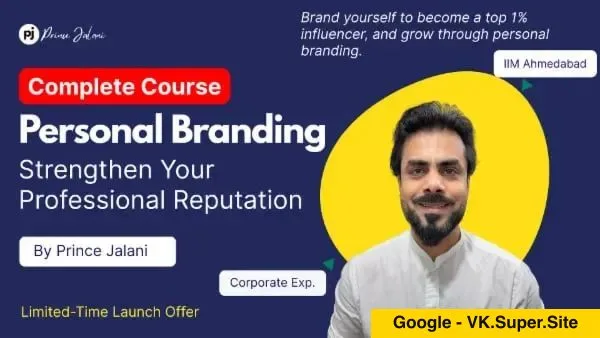 PJ Prince Jalani
Brand yourself to become a top 1%
influencer, and grow through personal
branding.
IIM Ahmedabad
Complete Course
Personal Branding
Strengthen Your
Professional Reputation
By Prince Jalani
Corporate Exp.
Limited-Time Launch Offer
Google - VK.Super.Site